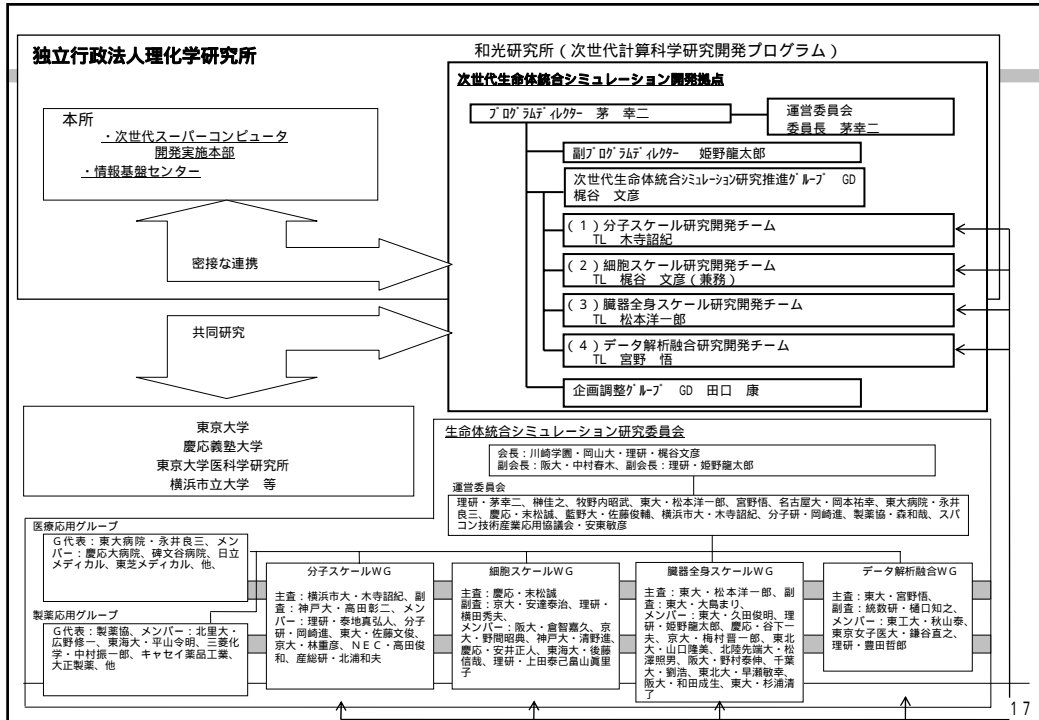 独立行政法人理化学研究所
和光研究所(次世代計算科学研究開発プログラム)
次世代生命体統合シミュレーション開発拠点
本所
・次世代スーパーコンピュータ
開発実施本部
・情報基盤センター
密接な連携
共同研究
東京大学
慶応義塾大学
東京大学医科学研究所
横浜市立大学 等
プログラムディレクター 茅 幸二
運営委員会
委員長 茅幸二
副プログラムディレクター 姫野龍太郎
次世代生命体統合シミュレーション研究推進グループ GD
梶谷 文彦
(1)分子スケール研究開発チーム
TL 木寺詔紀
(2)細胞スケール研究開発チーム
TL 梶谷 文彦(兼務)
(3)臓器全身スケール研究開発チーム
TL 松本洋一郎
(4)データ解析融合研究開発チーム
TL 宮野 悟
企画調整グループ GD 田口 康
生命体統合シミュレーション研究委員会
会長:川崎学園・岡山大・理研・梶谷文彦
副会長:阪大・中村春木、副会長:理研・姫野龍太郎
運営委員会
理研・茅幸二、榊佳之、牧野内昭武、東大・松本洋一郎、宮野悟、名古屋大・岡本祐幸、東大病院・永井
良三、慶応・末松誠、藍野大・佐藤俊輔、横浜市大・木寺詔紀、分子研・岡崎進、製薬協・森和哉、スパ
コン技術産業応用協議会・安東敏彦
医療応用グループ
G代表:東大病院・永井良三、メン
バー:慶応大病院、碑文谷病院、日立
メディカル、東芝メディカル、他、
製薬応用グループ
G代表:製薬協、メンバー:北里大・
広野修一、東海大・平山令明、三菱化
学・中村振一郎、キャセイ薬品工業、
大正製薬、他
分子スケールWG
主査:横浜市大・木寺詔紀、副
査:神戸大・高田彰二、メンバ
ー:理研・泰地真弘人、分子
研・岡崎進、東大・佐藤文俊、
京大・林重彦、NEC・高田俊
和、産総研・北浦和夫
細胞スケールWG
主査:慶応・末松誠
副査:京大・安達泰治、理研・
横田秀夫、
メンバー:阪大・倉智嘉久、京
大・野間昭典、神戸大・清野進、
慶応・安井正人、東海大・後藤
信哉、理研・上田泰己畠山眞里
子
臓器全身スケールWG
主査:東大・松本洋一郎、副
査:東大・大島まり、
メンバー:東大・久田俊明、理
研・姫野龍太郎、慶応・谷下一
夫、京大・梅村晋一郎、東北
大・山口隆美、北陸先端大・松
澤照男、阪大・野村泰伸、千葉
大・劉浩、東北大・早瀬敏幸、
阪大・和田成生、東大・杉浦清
了
データ解析融合WG
主査:東大・宮野悟、
副査:統数研・樋口知之、
メンバー:東工大・秋山泰、
東京女子医大・鎌谷直之、
理研・豊田哲郎
17